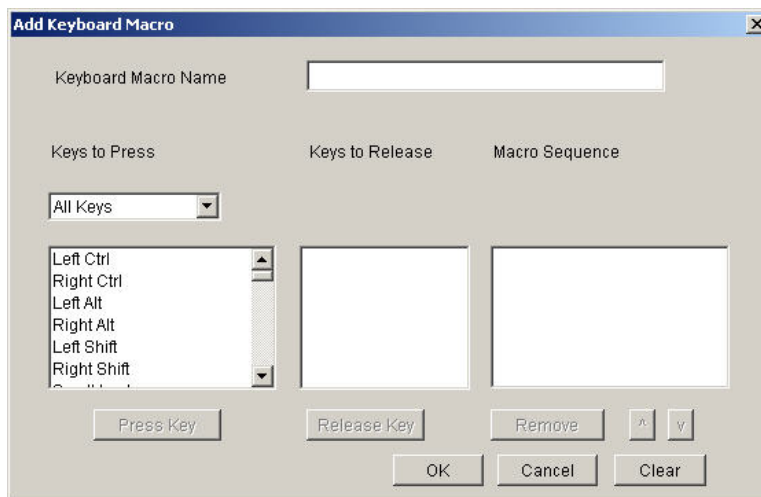 Add Keyboard Macro
Keyboard Macro Name
Keys to Press
Keys to Release
Macro Sequence
All Keys
Left Ctrl
Right Ctrl
Left Alt
Right Alt
Left Shift
Right Shift
Press Key
Release Key
Remove
^
v
OK
Cancel
Clear